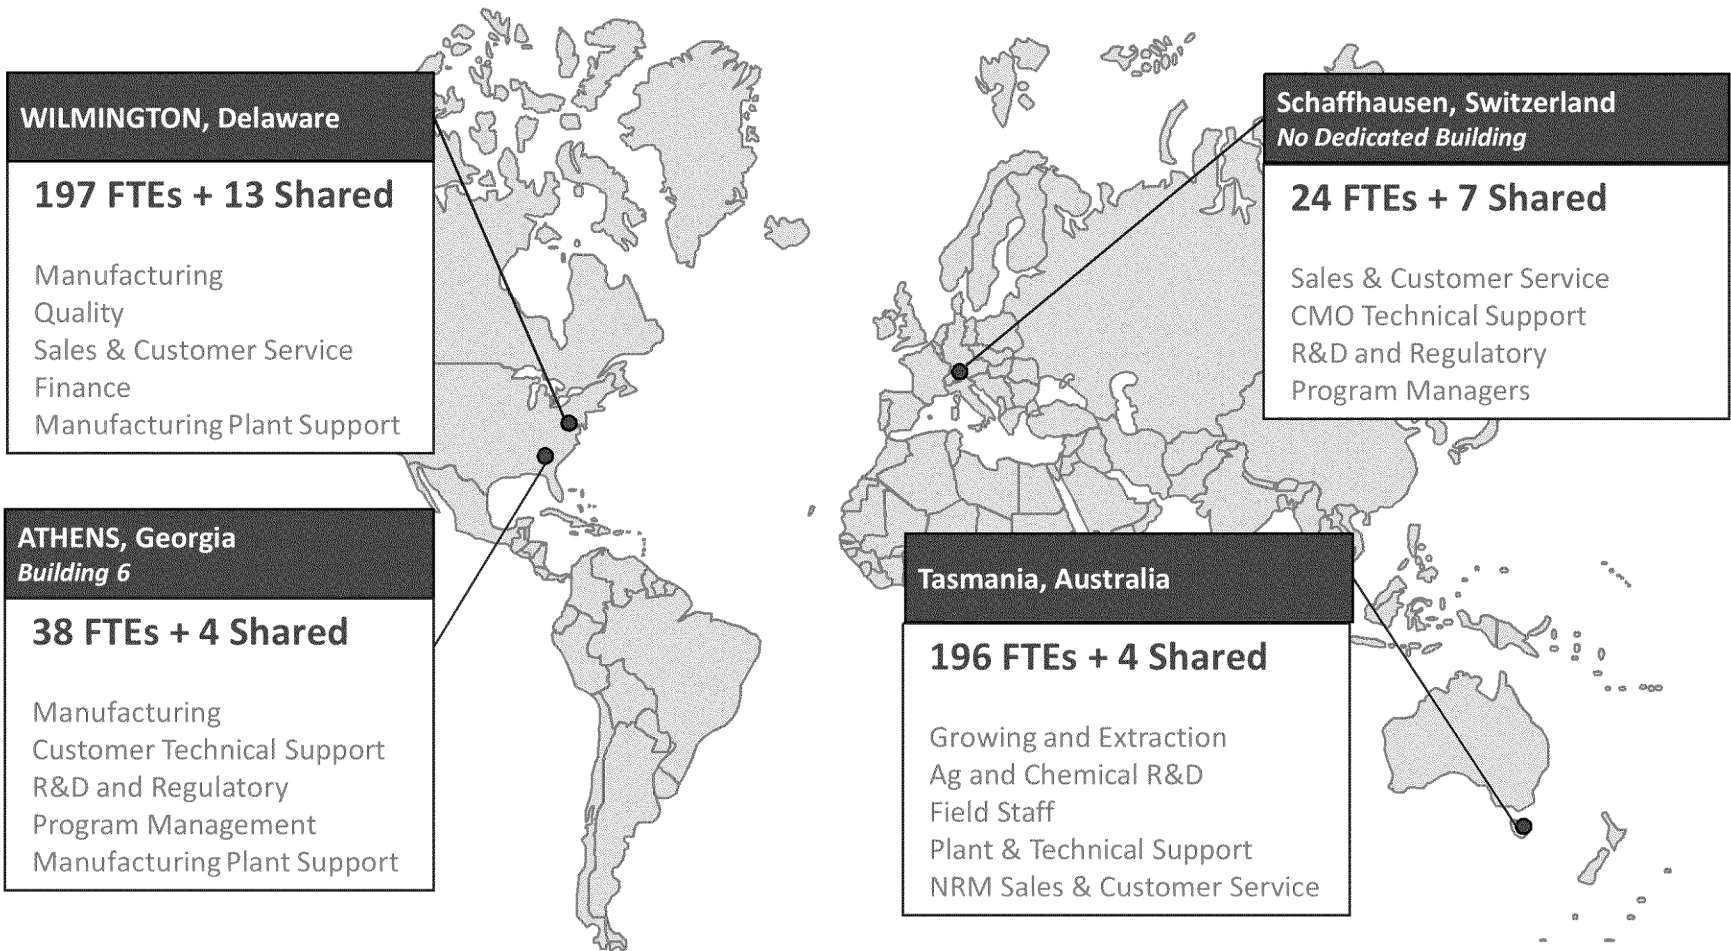 WILMINGTON, Delaware
197 FTEs + 13 Shared
Manufacturing
Quality
Sales & Customer Service
Finance
Manufacturing Plant Support
ATHENS, Georgia
Building 6
38 FTEs + 4 Shared
Manufacturing
Customer Technical Support
R&D and Regulatory
Program Management
Manufacturing Plant Support
Schaffhausen, Switzerland
No Dedicated Building
24 FTEs + 7 Shared
Sales & Customer Service
CMO Technical Support
R&D and Regulatory
Program Managers
Tasmania, Australia
196 FTEs + 4 Shared
Growing and Extraction
Ag and Chemical R&D
Field Staff
Plant & Technical Support
NRM Sales & Customer Service